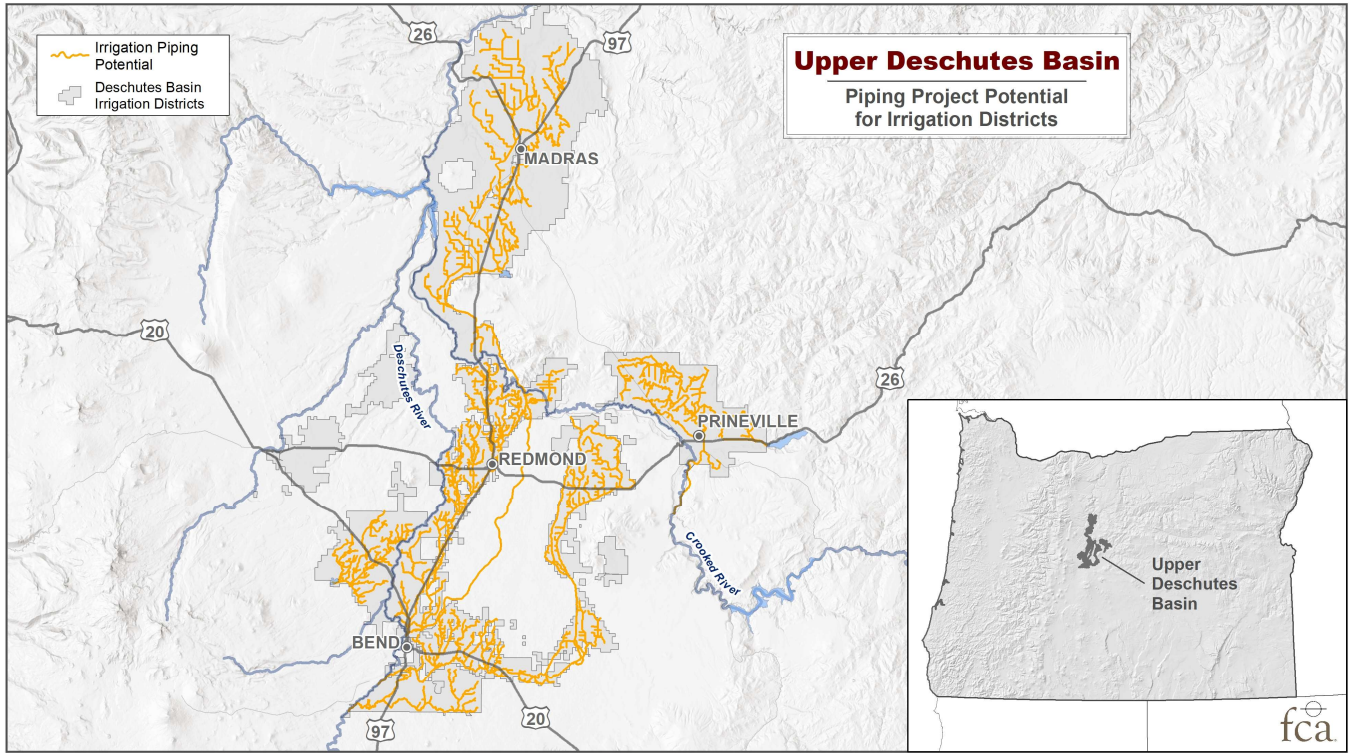 Irrigation Piping
Potential
Deschutes Basin
Irrigation Districts
Upper Deschutes Basin
Piping Project Potential
for Irrigation Districts
26
97
MADRAS
20
Deschutes River
26
PRINEVILLE
REDMOND
Crooked River
BEND
97
20
Upper
Deschutes
Basin
fca